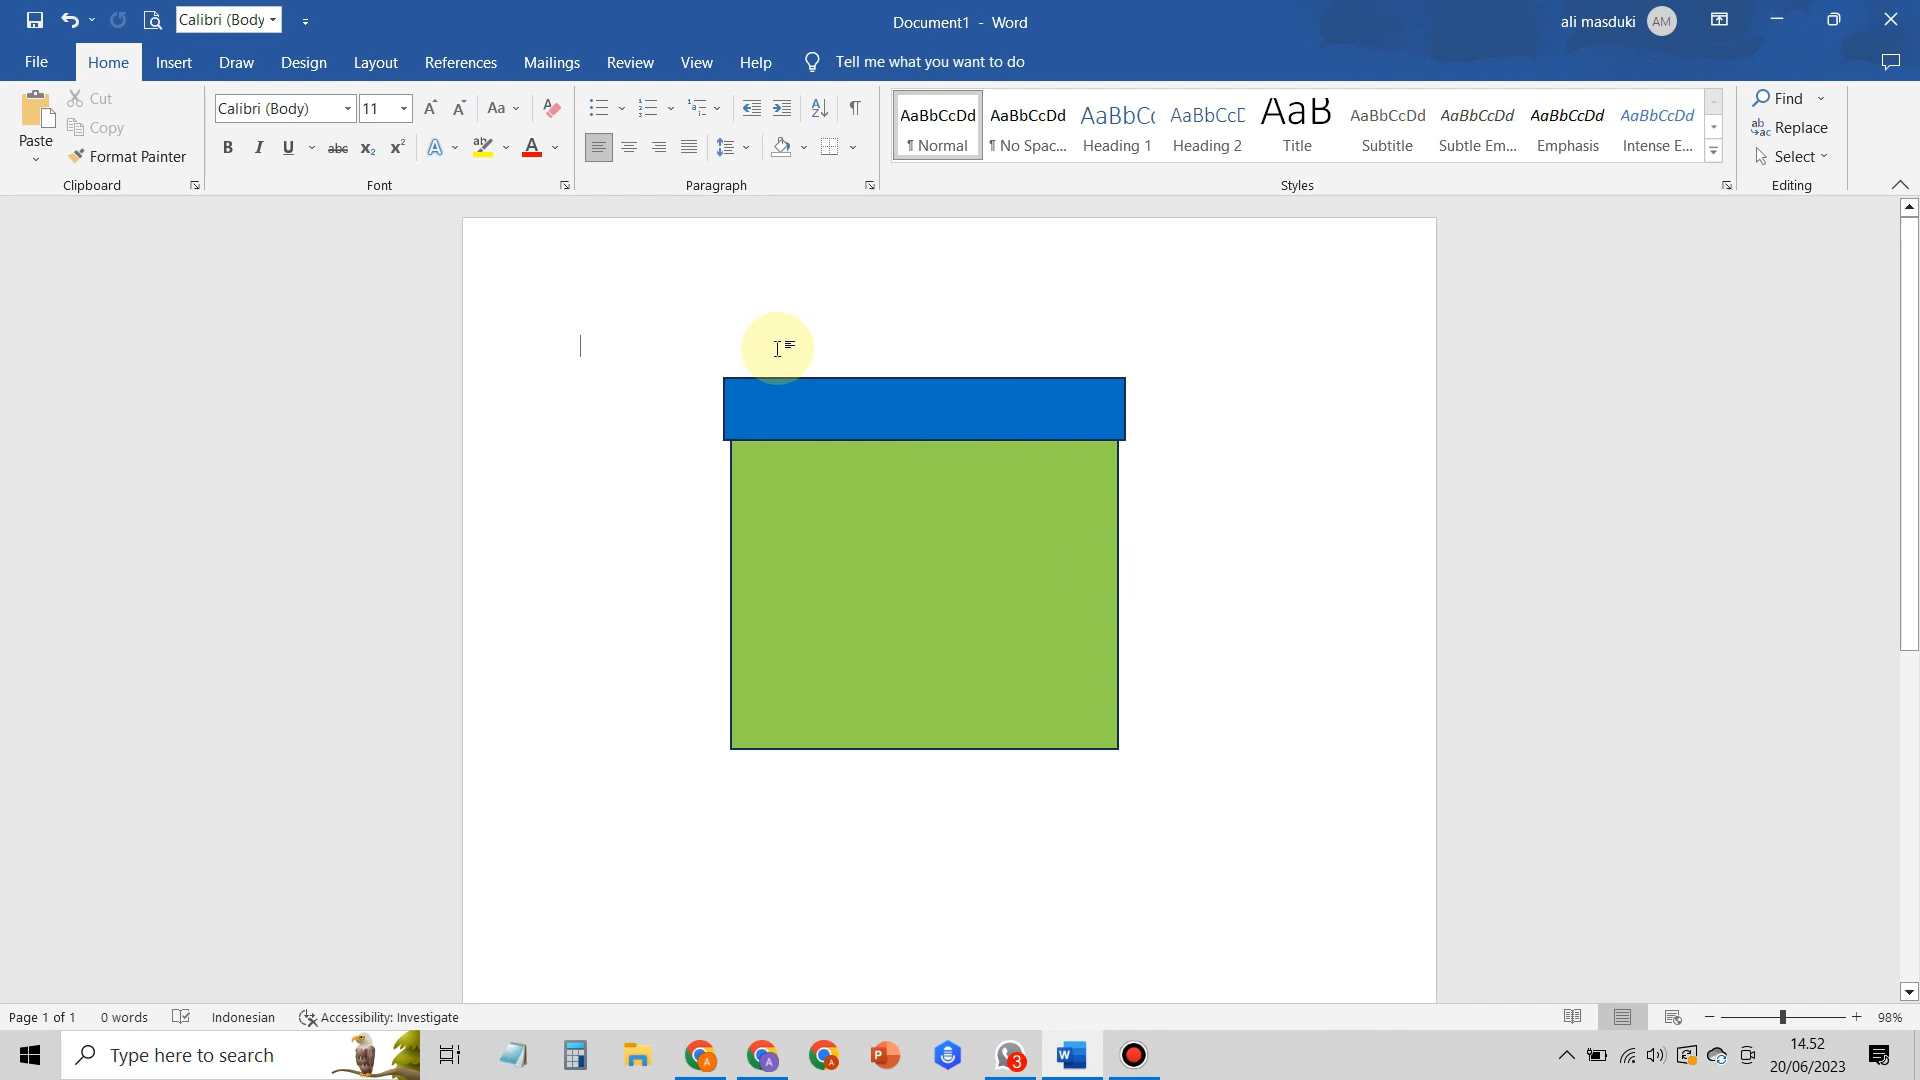 Calibri (Body
Document1 - Word
ali masduki AM
File Home Insert Draw Design Layout References Mailings Review View Help Tell me what you want to do
Paste
Cut
Copy
Format Painter
Clipboard
Calibri (Body) 11
Font
Paragraph
AaBbCcDd ¶ Normal
AaBbCcDd ¶ No Spac...
AaBbC Heading 1
AaBbCcC Heading 2
AaB Title
AaBbCcDd Subtitle
AaBbCcDd Subtle Em...
AaBbCcDd Emphasis
AaBbCcDd Intense E...
Styles
Find
Replace
Select
Editing
Page 1 of 1 0 words Indonesian Accessibility: Investigate 98%
Type here to search
3
14.52
20/06/2023